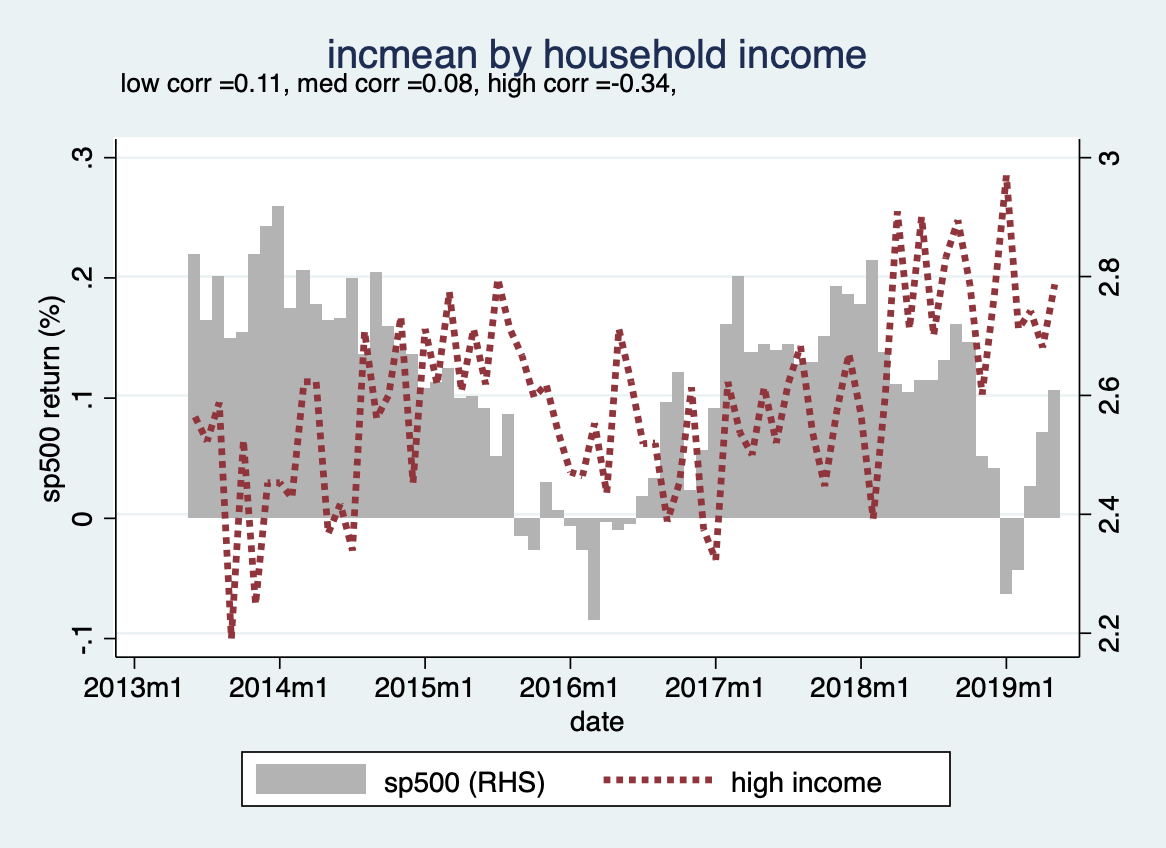 incmean by household income
low corr =0.11, med corr =0.08, high corr =-0.34,
.3
.2
.1
0
-.1
sp500 return (%)
3
2.8
2.6
2.4
2.2
2013m1 2014m1 2015m1 2016m1 2017m1 2018m1 2019m1
date
sp500 (RHS) high income